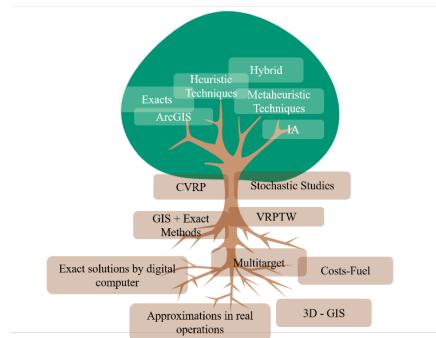 Hybrid
Heuristic
Techniques
Metaheuristic
Techniques
Exacts
ArcGIS
IA
CVRP
Stochastic Studies
GIS + Exact
Methods
VRPTW
Multitarget
Exact solutions by digital
computer
Costs-Fuel
Approximations in real
operations
3D - GIS